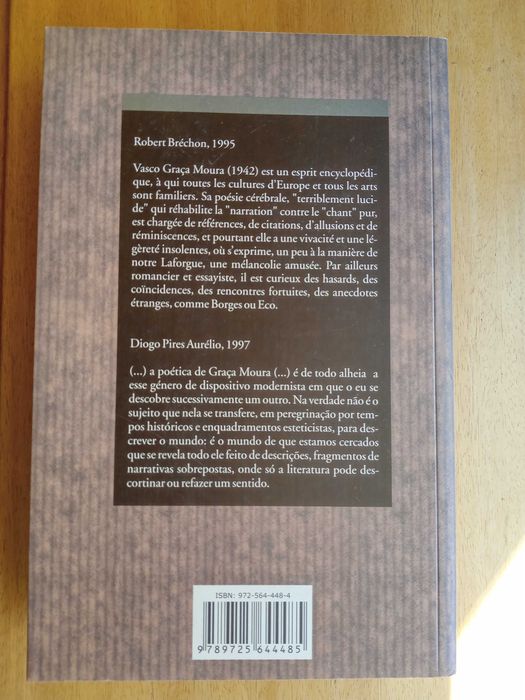 Robert Bréchon, 1995
Vasco Graça Moura (1942) est un esprit encyclopédi-
que, à qui toutes les cultures d'Europe et tous les arts
sont familiers. Sa poésie cérébrale, "terriblement luci-
de" qui réhabilite la "narration" contre le "chant" pur,
est chargée de références, de citations, d'allusions et de
réminiscences, et pourtant elle a une vivacité et une lé-
gèreté insolentes, où s'exprime, un peu à la manière de
notre Laforgue, une mélancolie amusée. Par ailleurs
romancier et essayiste, il est curieux des hasards, des
coïncidences, des rencontres fortuites, des anecdotes
étranges, comme Borges ou Eco.
Diogo Pires Aurélio, 1997
(...) a poética de Graça Moura (...) é de todo alheia a
esse género de dispositivo modernista em que o eu se
descobre sucessivamente um outro. Na verdade não é o
sujeito que nela se transfere, em peregrinação por tem-
pos históricos e enquadramentos esteticistas, para des-
crever o mundo: é o mundo de que estamos cercados
que se revela todo ele feito de descrições, fragmentos de
narrativas sobrepostas, onde só a literatura pode des-
cortinar ou refazer um sentido.
ISBN: 972-564-448-4
9 789725 644485